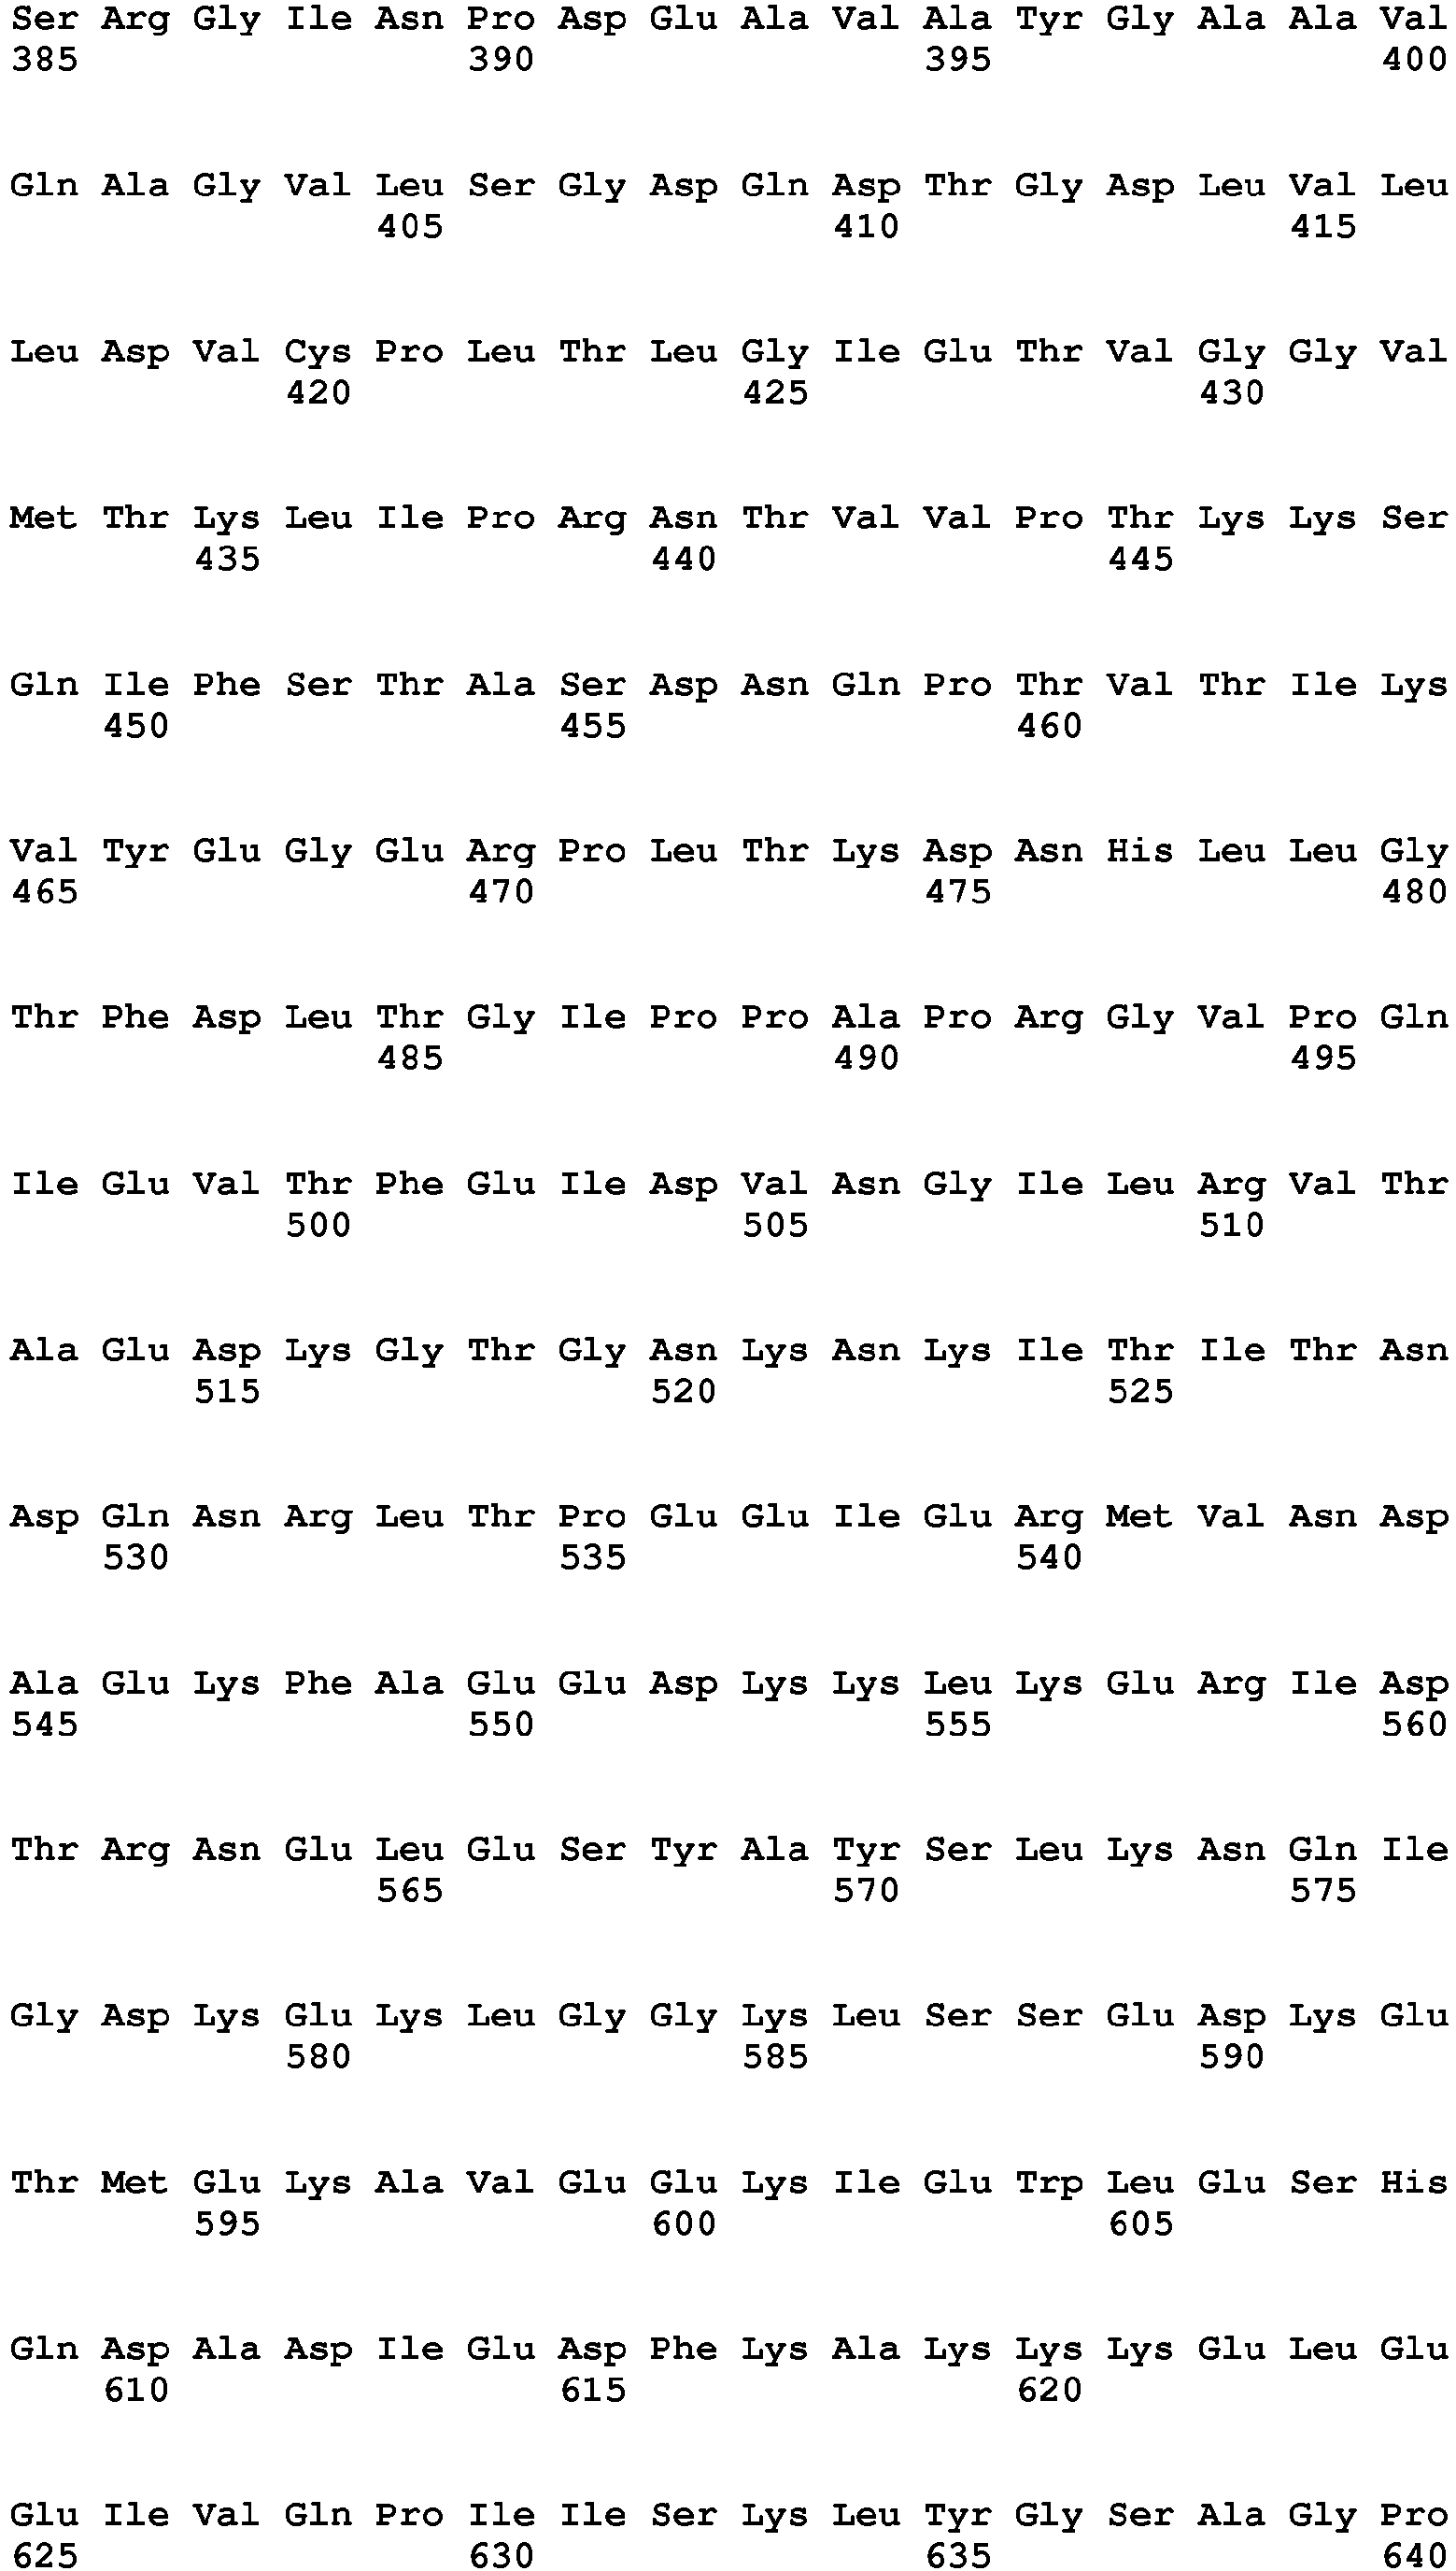 Ser Arg Gly Ile Asn Pro Asp Glu Ala Val Ala Tyr Gly Ala Ala Val
385 390 395 400
Gln Ala Gly Val Leu Ser Gly Asp Gln Asp Thr Gly Asp Leu Val Leu
405 410 415
Leu Asp Val Cys Pro Leu Thr Leu Gly Ile Glu Thr Val Gly Gly Val
420 425 430
Met Thr Lys Leu Ile Pro Arg Asn Thr Val Val Pro Thr Lys Lys Ser
435 440 445
Gln Ile Phe Ser Thr Ala Ser Asp Asn Gln Pro Thr Val Thr Ile Lys
450 455 460
Val Tyr Glu Gly Glu Arg Pro Leu Thr Lys Asp Asn His Leu Leu Gly
465 470 475 480
Thr Phe Asp Leu Thr Gly Ile Pro Pro Ala Pro Arg Gly Val Pro Gln
485 490 495
Ile Glu Val Thr Phe Glu Ile Asp Val Asn Gly Ile Leu Arg Val Thr
500 505 510
Ala Glu Asp Lys Gly Thr Gly Asn Lys Asn Lys Ile Thr Ile Thr Asn
515 520 525
Asp Gln Asn Arg Leu Thr Pro Glu Glu Ile Glu Arg Met Val Asn Asp
530 535 540
Ala Glu Lys Phe Ala Glu Glu Asp Lys Lys Leu Lys Glu Arg Ile Asp
545 550 555 560
Thr Arg Asn Glu Leu Glu Ser Tyr Ala Tyr Ser Leu Lys Asn Gln Ile
565 570 575
Gly Asp Lys Glu Lys Leu Gly Gly Lys Leu Ser Ser Glu Asp Lys Glu
580 585 590
Thr Met Glu Lys Ala Val Glu Glu Lys Ile Glu Trp Leu Glu Ser His
595 600 605
Gln Asp Ala Asp Ile Glu Asp Phe Lys Ala Lys Lys Lys Glu Leu Glu
610 615 620
Glu Ile Val Gln Pro Ile Ile Ser Lys Leu Tyr Gly Ser Ala Gly Pro
625 630 635 640